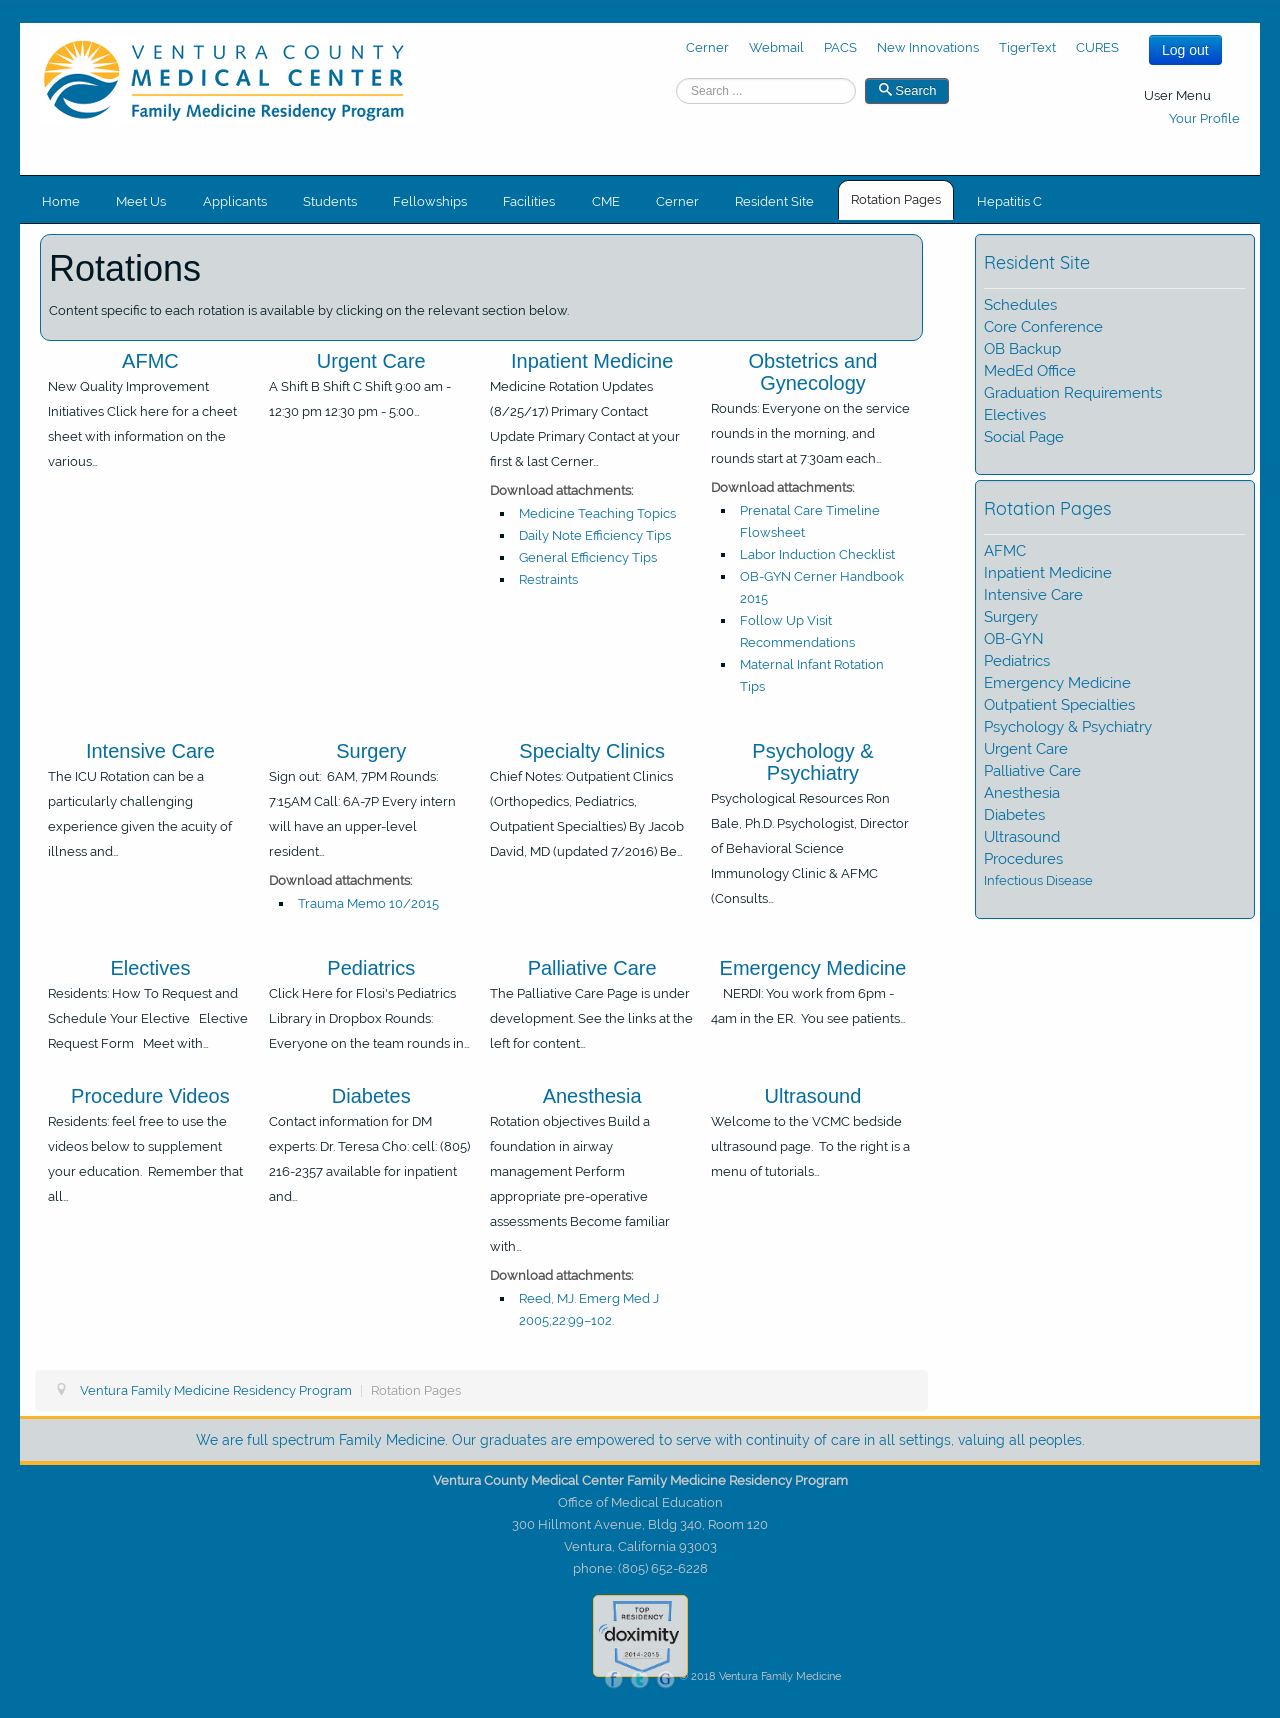 VENTURA COUNTY
MEDICAL CENTER
Family Medicine Residency Program
Cerner Webmail PACS New Innovations TigerText CURES
Log out
Search ...
Search
User Menu
Your Profile
Home Meet Us Applicants Students Fellowships Facilities CME Cerner Resident Site Rotation Pages Hepatitis C
Rotations
Content specific to each rotation is available by clicking on the relevant section below.
AFMC
New Quality Improvement
Initiatives Click here for a cheet
sheet with information on the
various...
Urgent Care
A Shift B Shift C Shift 9:00 am -
12:30 pm 12:30 pm - 5:00...
Inpatient Medicine
Medicine Rotation Updates
(8/25/17) Primary Contact
Update Primary Contact at your
first & last Cerner...
Download attachments:
Medicine Teaching Topics
Daily Note Efficiency Tips
General Efficiency Tips
Restraints
Obstetrics and
Gynecology
Rounds: Everyone on the service
rounds in the morning, and
rounds start at 7:30am each...
Download attachments:
Prenatal Care Timeline
Flowsheet
Labor Induction Checklist
OB-GYN Cerner Handbook
2015
Follow Up Visit
Recommendations
Maternal Infant Rotation
Tips
Intensive Care
The ICU Rotation can be a
particularly challenging
experience given the acuity of
illness and...
Surgery
Sign out:  6AM, 7PM Rounds:
7:15AM Call: 6A-7P Every intern
will have an upper-level
resident...
Download attachments:
Trauma Memo 10/2015
Specialty Clinics
Chief Notes: Outpatient Clinics
(Orthopedics, Pediatrics,
Outpatient Specialties) By Jacob
David, MD (updated 7/2016) Be...
Psychology &
Psychiatry
Psychological Resources Ron
Bale, Ph.D. Psychologist, Director
of Behavioral Science
Immunology Clinic & AFMC
(Consults...
Electives
Residents: How To Request and
Schedule Your Elective   Elective
Request Form   Meet with...
Pediatrics
Click Here for Flosi's Pediatrics
Library in Dropbox Rounds:
Everyone on the team rounds in...
Palliative Care
The Palliative Care Page is under
development. See the links at the
left for content...
Emergency Medicine
NERDI: You work from 6pm -
4am in the ER.  You see patients...
Procedure Videos
Residents: feel free to use the
videos below to supplement
your education.  Remember that
all...
Diabetes
Contact information for DM
experts: Dr. Teresa Cho: cell: (805)
216-2357 available for inpatient
and...
Anesthesia
Rotation objectives Build a
foundation in airway
management Perform
appropriate pre-operative
assessments Become familiar
with...
Download attachments:
Reed, MJ. Emerg Med J
2005;22:99–102.
Ultrasound
Welcome to the VCMC bedside
ultrasound page.  To the right is a
menu of tutorials...
Resident Site
Schedules
Core Conference
OB Backup
MedEd Office
Graduation Requirements
Electives
Social Page
Rotation Pages
AFMC
Inpatient Medicine
Intensive Care
Surgery
OB-GYN
Pediatrics
Emergency Medicine
Outpatient Specialties
Psychology & Psychiatry
Urgent Care
Palliative Care
Anesthesia
Diabetes
Ultrasound
Procedures
Infectious Disease
Ventura Family Medicine Residency Program | Rotation Pages
We are full spectrum Family Medicine. Our graduates are empowered to serve with continuity of care in all settings, valuing all peoples.
Ventura County Medical Center Family Medicine Residency Program
Office of Medical Education
300 Hillmont Avenue, Bldg 340, Room 120
Ventura, California 93003
phone: (805) 652-6228
TOP
RESIDENCY
doximity
2014-2015
f t G © 2018 Ventura Family Medicine